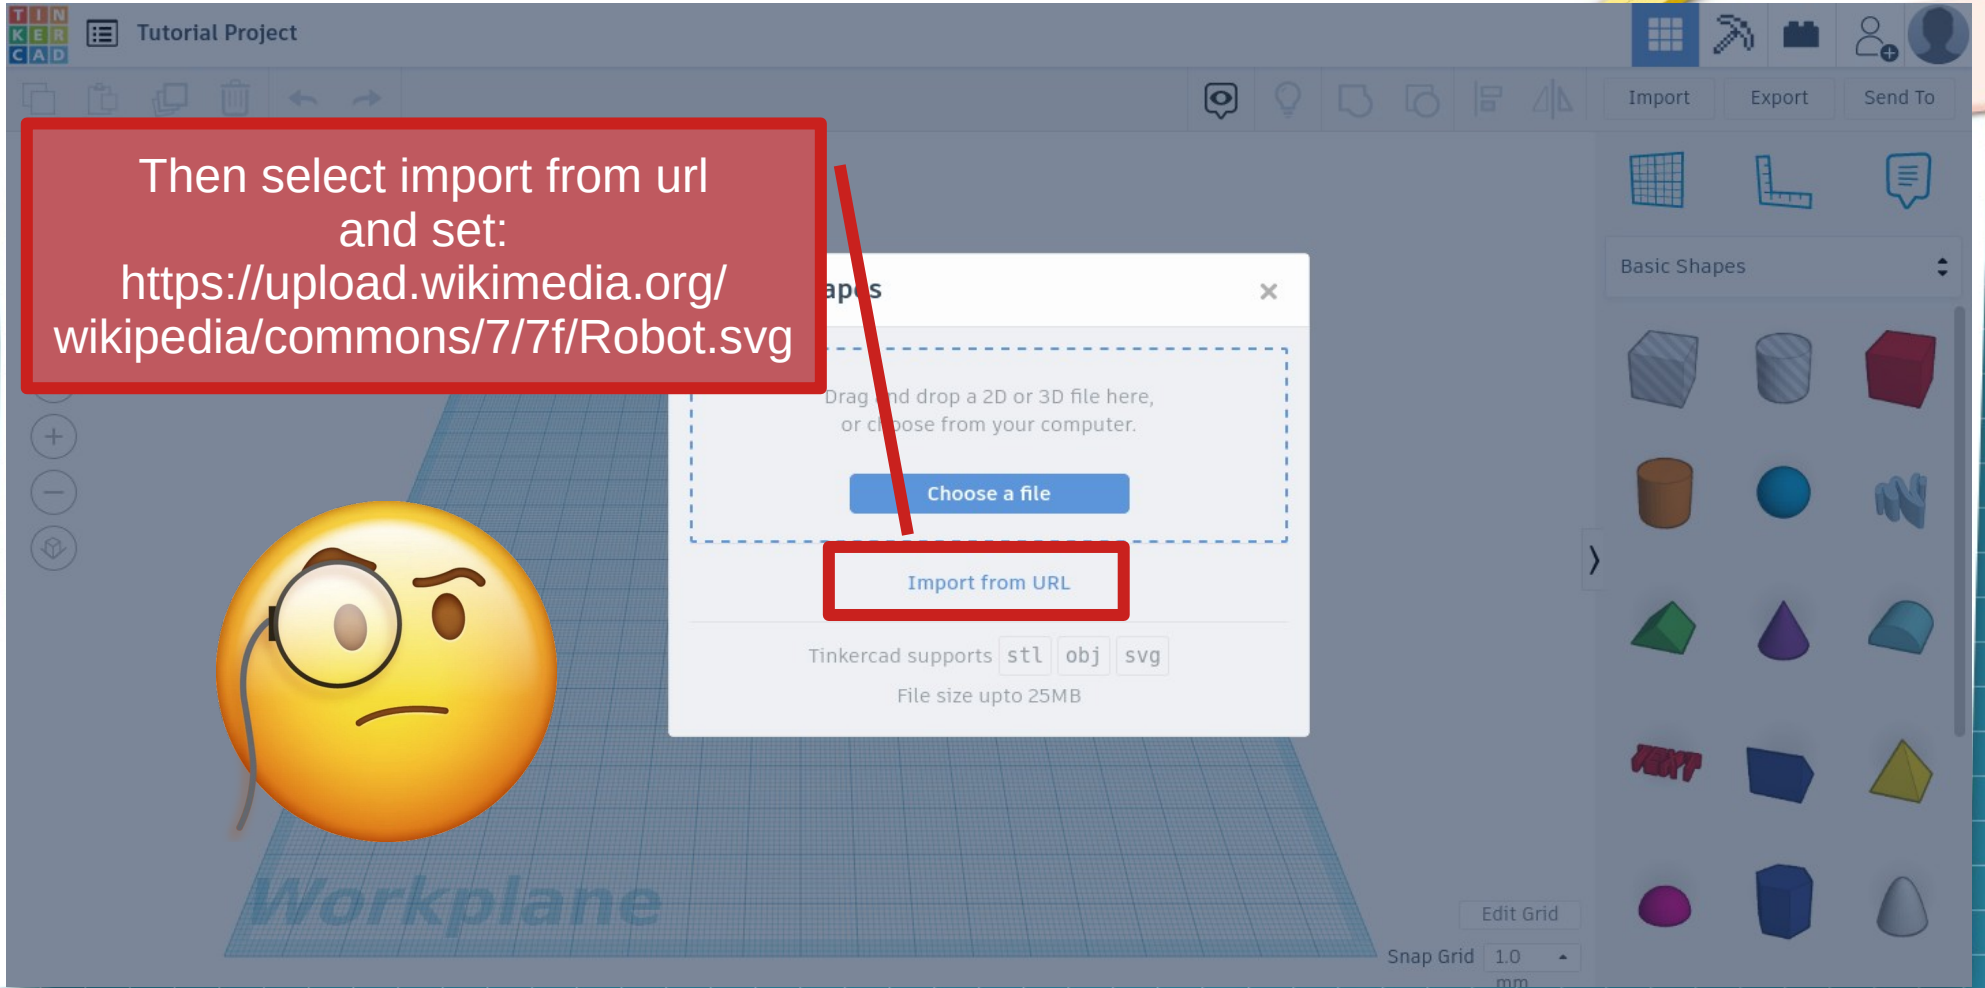 TIN
KER
CAD
Tutorial Project
Import
Export
Send To
Then select import from url
and set:
https://upload.wikimedia.org/
wikipedia/commons/7/7f/Robot.svg
Basic Shapes
apes
Drag and drop a 2D or 3D file here,
or choose from your computer.
Choose a file
Import from URL
Tinkercad supports stl obj svg
File size upto 25MB
TEXT
Workplane
Edit Grid
Snap Grid 1.0
mm